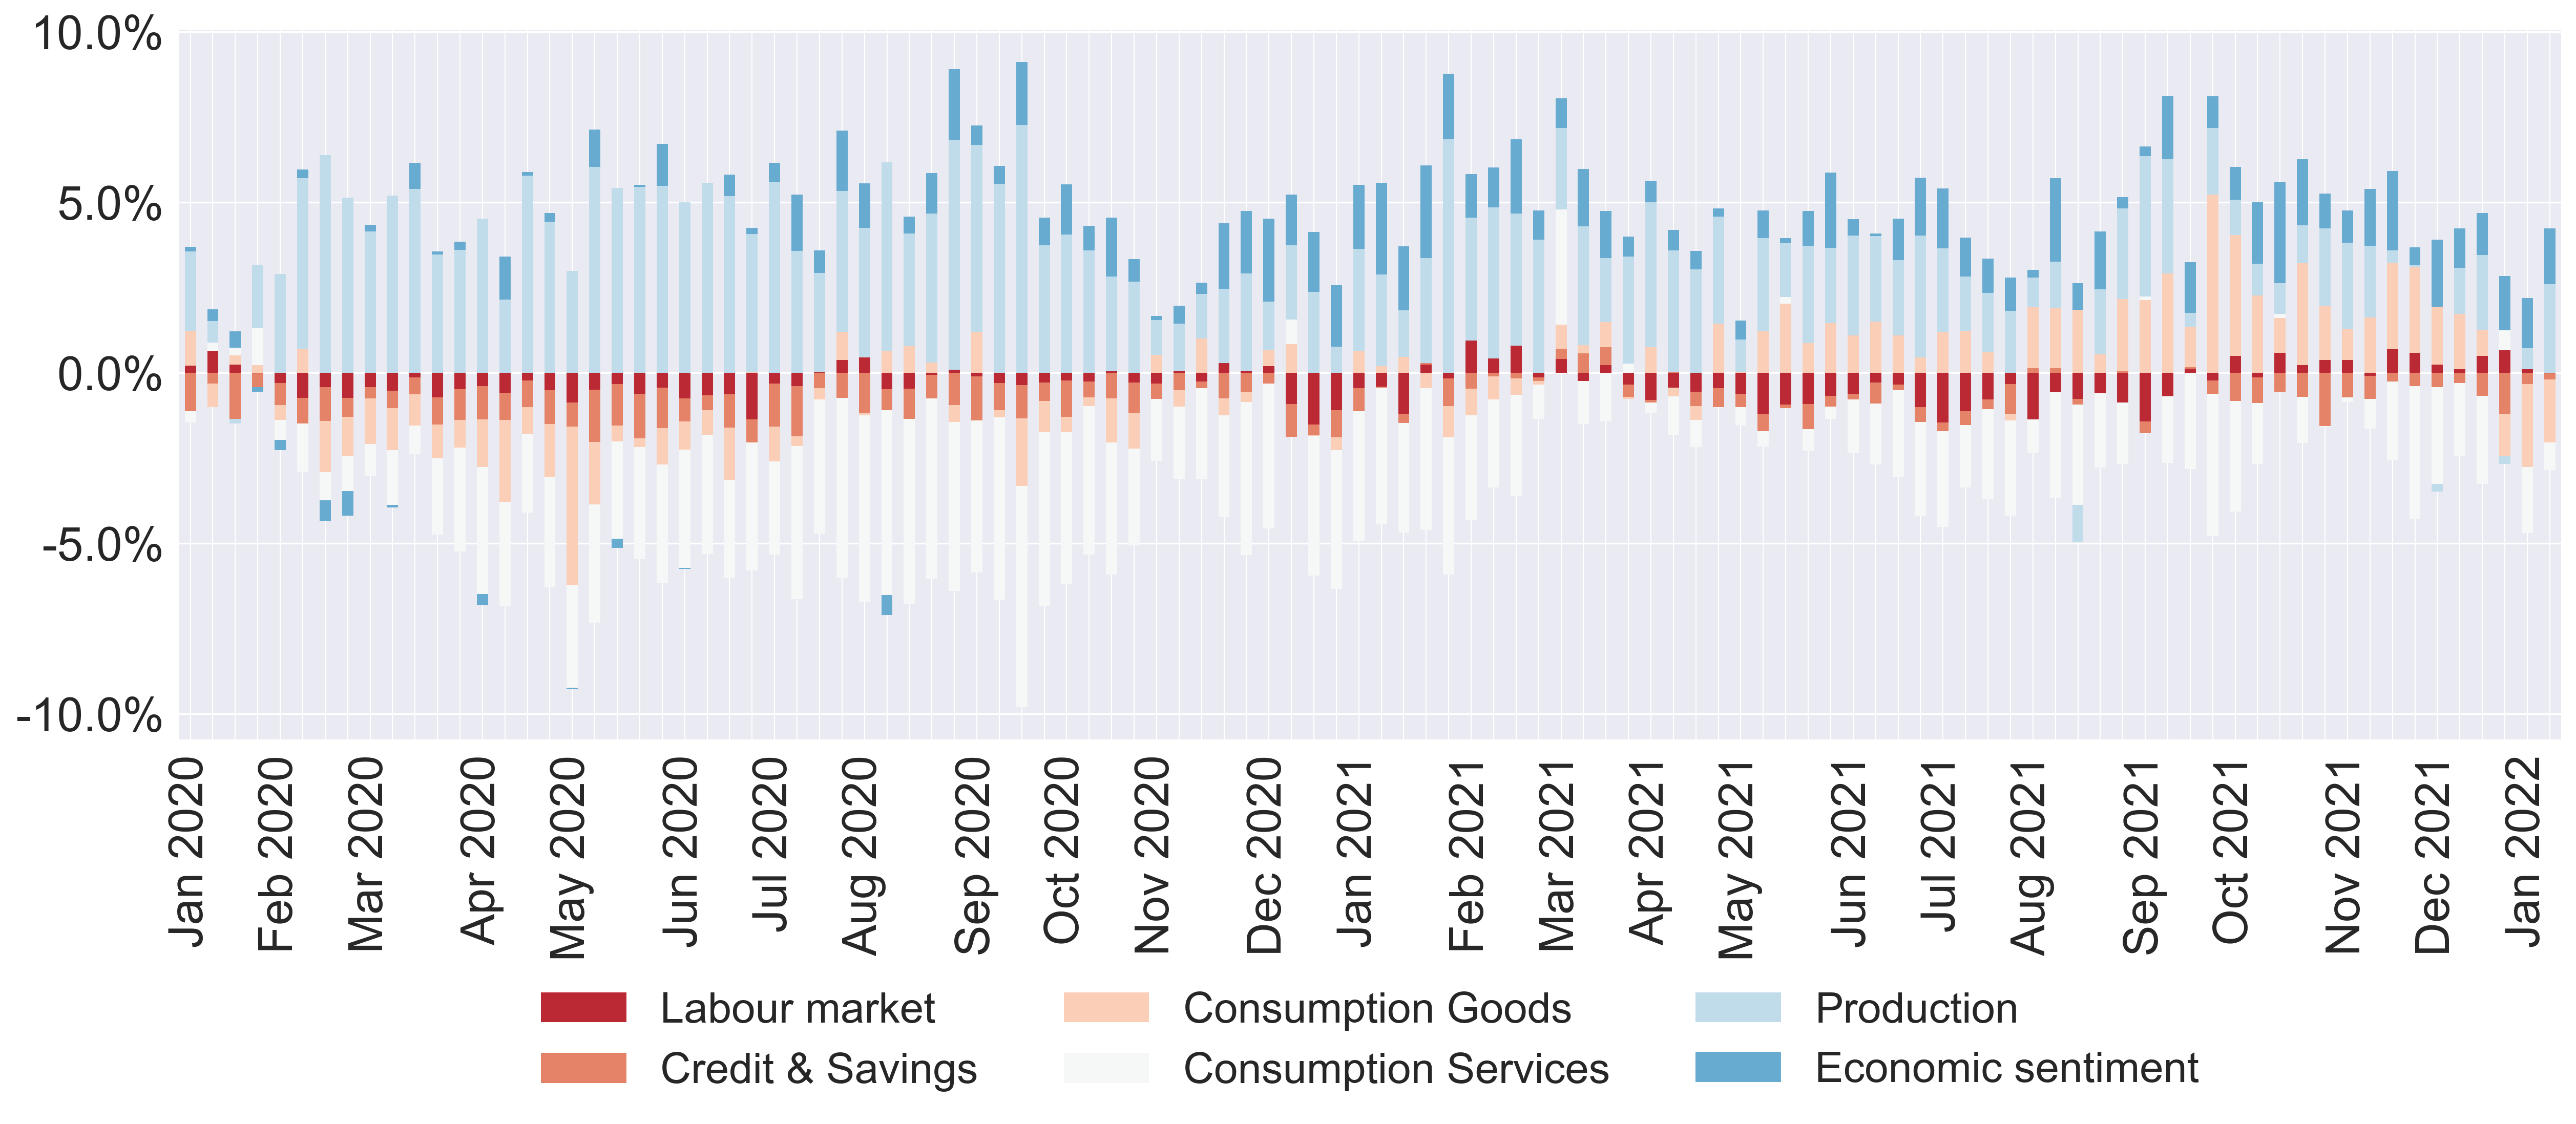 10.0%
5.0%
0.0%
-5.0%
-10.0%
Jan 2020
Feb 2020
Mar 2020
Apr 2020
May 2020
Jun 2020
Jul 2020
Aug 2020
Sep 2020
Oct 2020
Nov 2020
Dec 2020
Jan 2021
Feb 2021
Mar 2021
Apr 2021
May 2021
Jun 2021
Jul 2021
Aug 2021
Sep 2021
Oct 2021
Nov 2021
Dec 2021
Jan 2022
Labour market
Credit & Savings
Consumption Goods
Consumption Services
Production
Economic sentiment